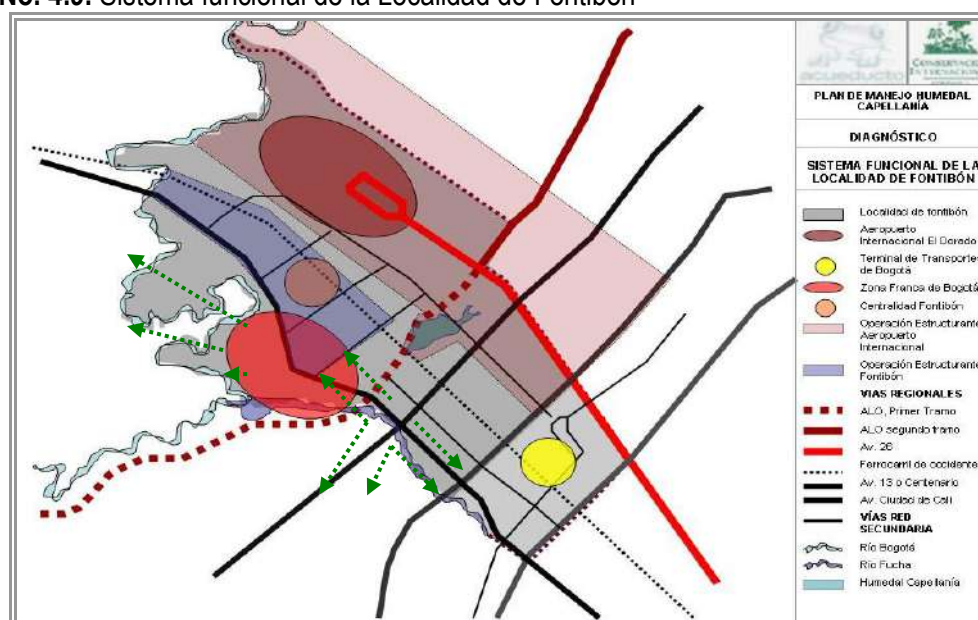 No. 4.9. Sistema funcional de la Localidad de Fontibón
acueducto
CONSERVACIÓN
INTERNACIONAL
PLAN DE MANEJO HUMEDAL
CAPELLANÍA
DIAGNÓSTICO
SISTEMA FUNCIONAL DE LA
LOCALIDAD DE FONTIBÓN
Localidad de fontibón
Aeropuerto
Internacional El Dorado
Terminal de Transportes
de Bogotá
Zona Franca de Bogotá
Centralidad Fontibón
Operación Estructurante
Aeropuerto
Internacional
Operación Estructurante
Fontibón
VIAS REGIONALES
ALO, Primer Tramo
ALO segundo tramo
Av. 26
Ferrocarril de occidente
Av. 13 o Centenario
Av. Ciudad de Cali
VÍAS RED
SECUNDARIA
Río Bogotá
Río Fucha
Humedal Capellanía